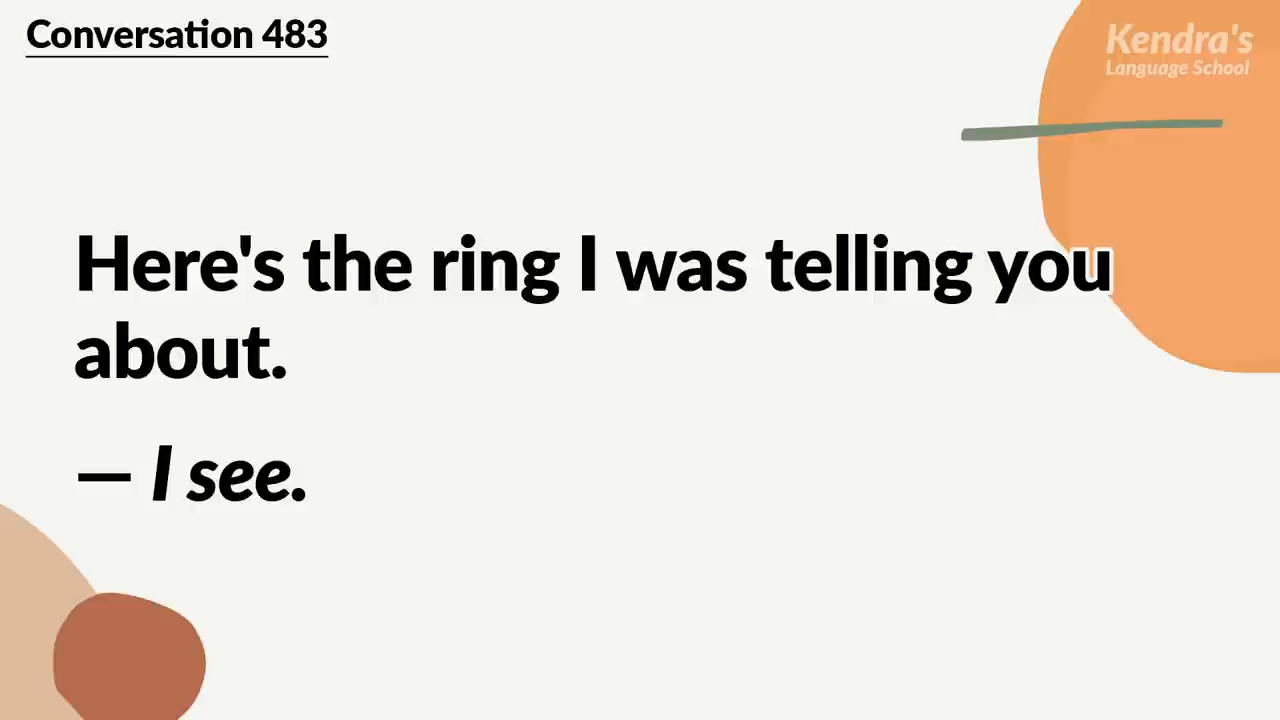 Conversation 483
Kendra's
Language School
Here's the ring I was telling you
about.
— I see.